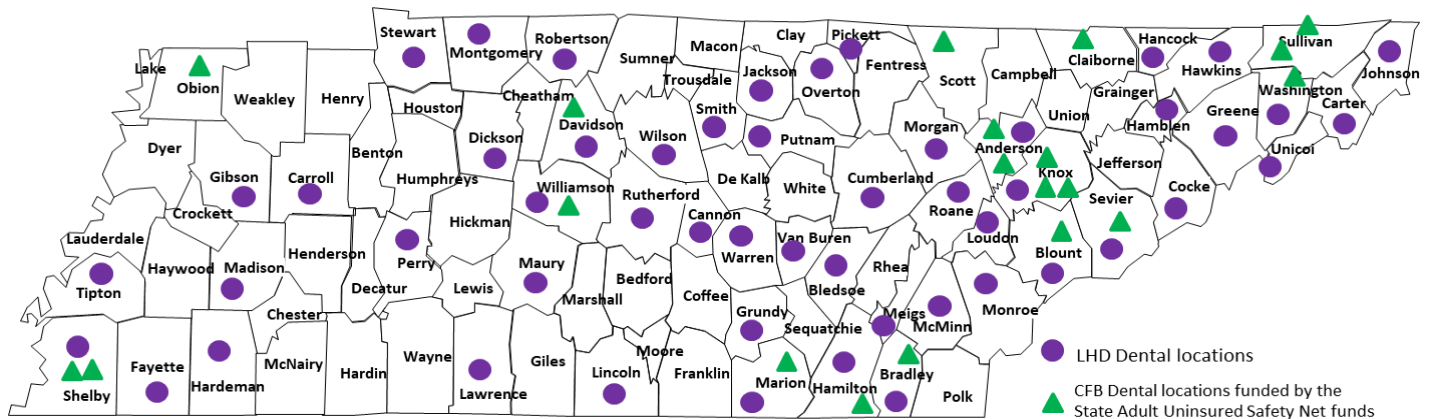 Stewart
Montgomery
Robertson
Sumner
Macon
Clay
Pickett
Fentress
Scott
Campbell
Claiborne
Hancock
Hawkins
Sullivan
Johnson
Lake
Obion
Weakley
Henry
Houston
Cheatham
Trousdale
Jackson
Overton
Smith
Union
Grainger
Washington
Carter
Greene
Hamblen
Dyer
Dickson
Davidson
Wilson
Putnam
Morgan
Anderson
Unicoi
Benton
Gibson
Carroll
Humphreys
Williamson
De Kalb
White
Cumberland
Knox
Jefferson
Crockett
Rutherford
Cannon
Roane
Sevier
Cocke
Hickman
Lauderdale
Haywood
Madison
Henderson
Perry
Warren
Van Buren
Loudon
Blount
Tipton
Decatur
Lewis
Maury
Marshall
Bedford
Coffee
Bledsoe
Rhea
Chester
Grundy
Sequatchie
Meigs
McMinn
Monroe
Shelby
Fayette
Hardeman
McNairy
Hardin
Wayne
Lawrence
Giles
Moore
Lincoln
Franklin
Marion
Hamilton
Bradley
Polk
LHD Dental locations
CFB Dental locations funded by the
State Adult Uninsured Safety Net funds